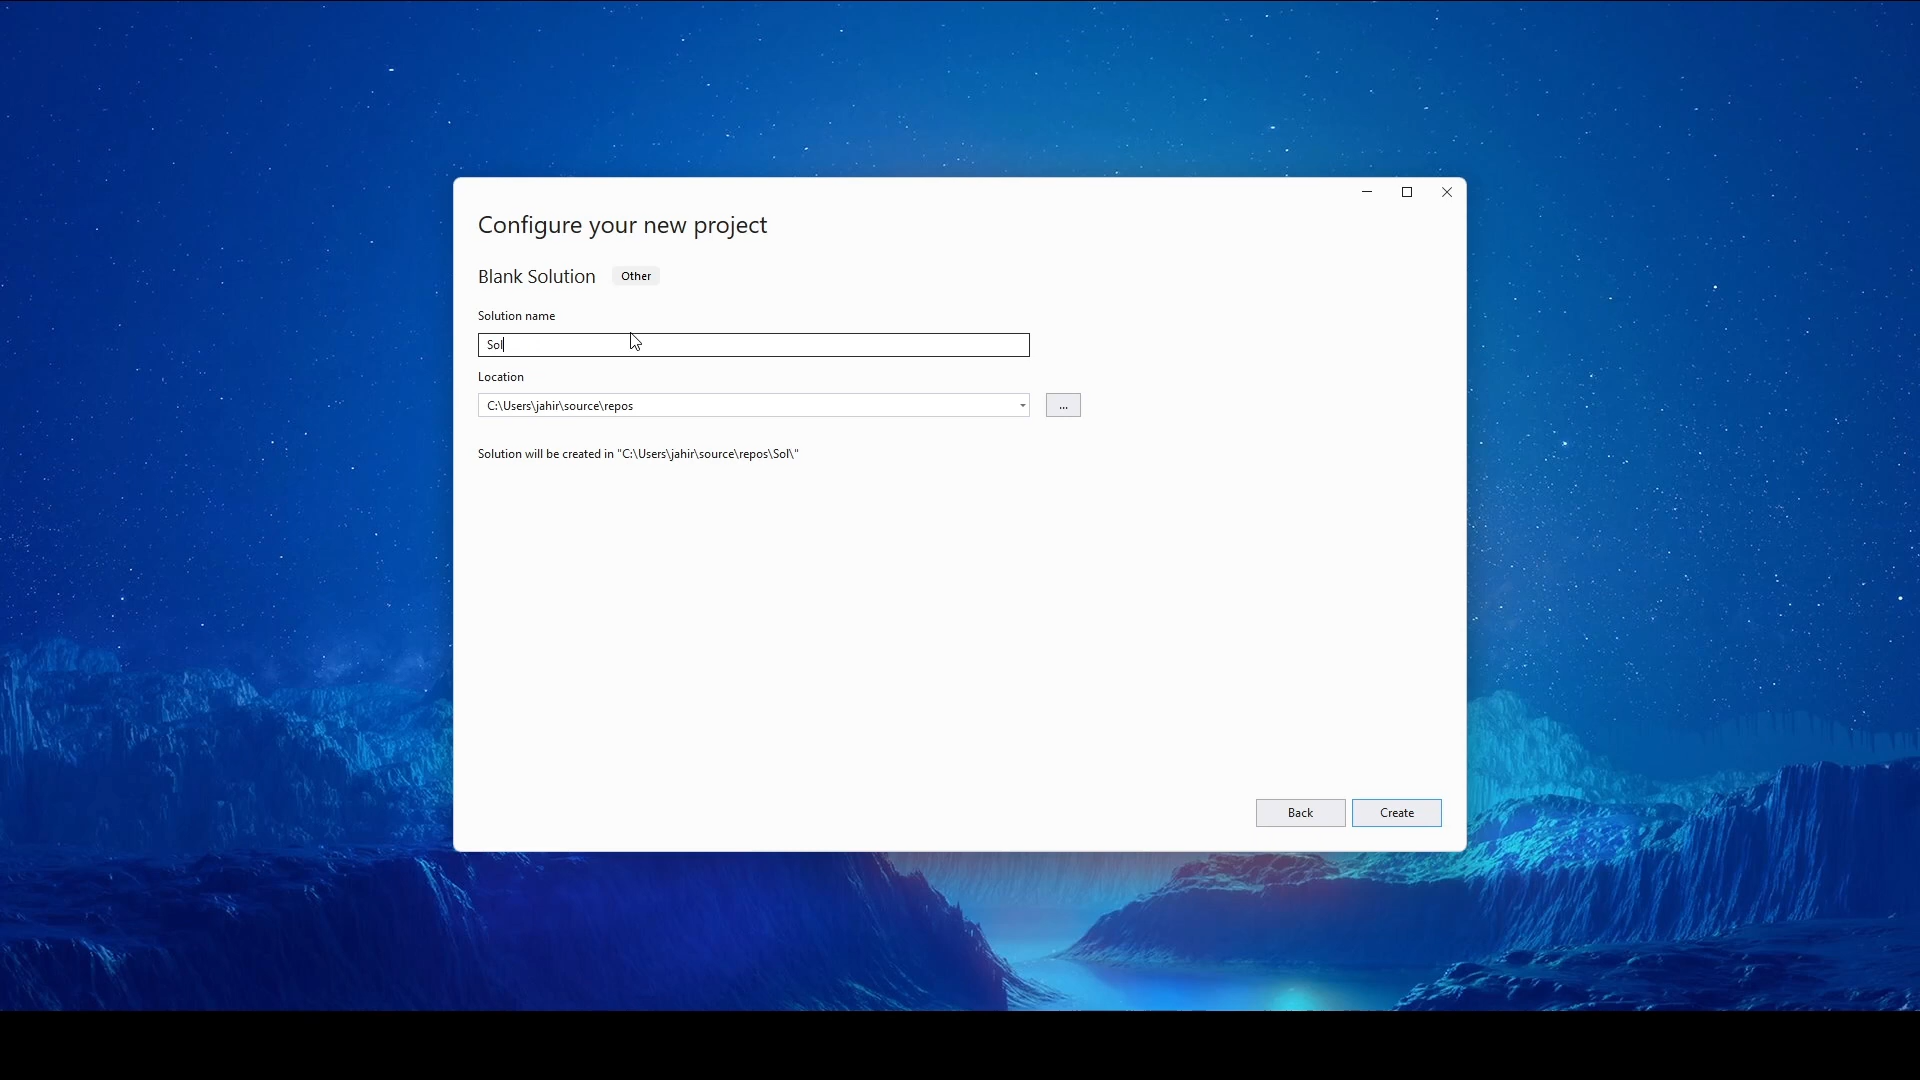 Configure your new project
Blank Solution Other
Solution name
Sol
Location
C:\Users\jahir\source\repos
...
Solution will be created in "C:\Users\jahir\source\repos\Sol\"
Back Create